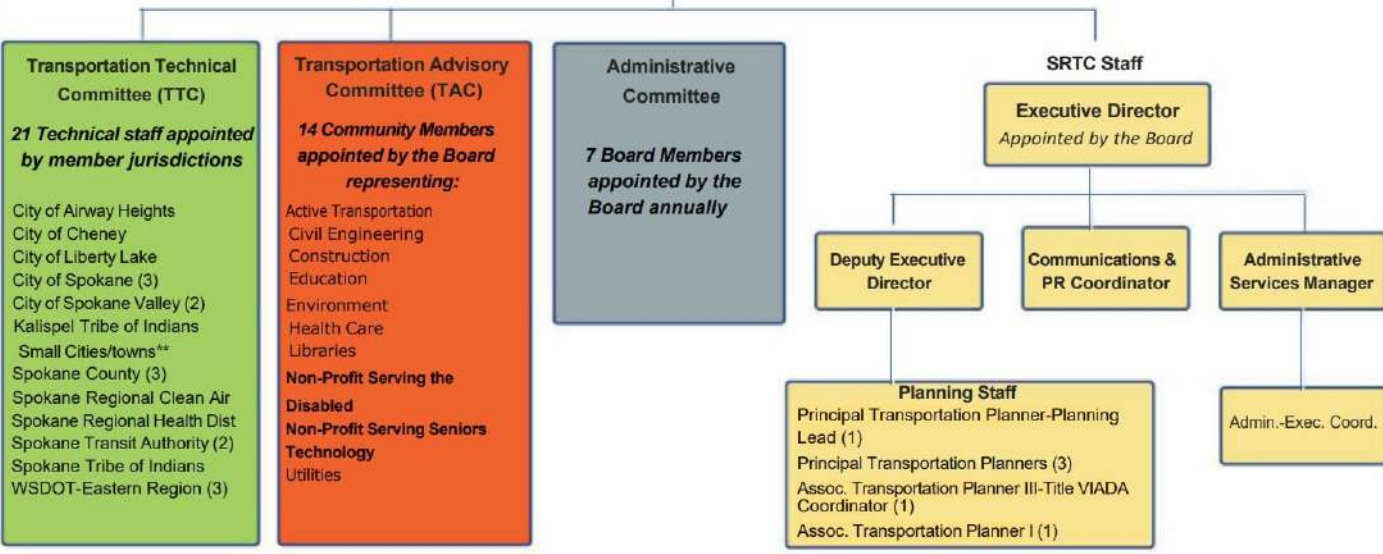 Transportation Technical
Committee (TTC)
21 Technical staff appointed
by member jurisdictions
City of Airway Heights
City of Cheney
City of Liberty Lake
City of Spokane (3)
City of Spokane Valley (2)
Kalispel Tribe of Indians
Small Cities/towns**
Spokane County (3)
Spokane Regional Clean Air
Spokane Regional Health Dist
Spokane Transit Authority (2)
Spokane Tribe of Indians
WSDOT-Eastern Region (3)
Transportation Advisory
Committee (TAC)
14 Community Members
appointed by the Board
representing:
Active Transportation
Civil Engineering
Construction
Education
Environment
Health Care
Libraries
Non-Profit Serving the
Disabled
Non-Profit Serving Seniors
Technology
Utilities
Administrative
Committee
7 Board Members
appointed by the
Board annually
SRTC Staff
Executive Director
Appointed by the Board
Deputy Executive
Director
Communications &
PR Coordinator
Administrative
Services Manager
Planning Staff
Principal Transportation Planner-Planning
Lead (1)
Principal Transportation Planners (3)
Assoc. Transportation Planner III-Title VIADA
Coordinator (1)
Assoc. Transportation Planner I (1)
Admin.-Exec. Coord.